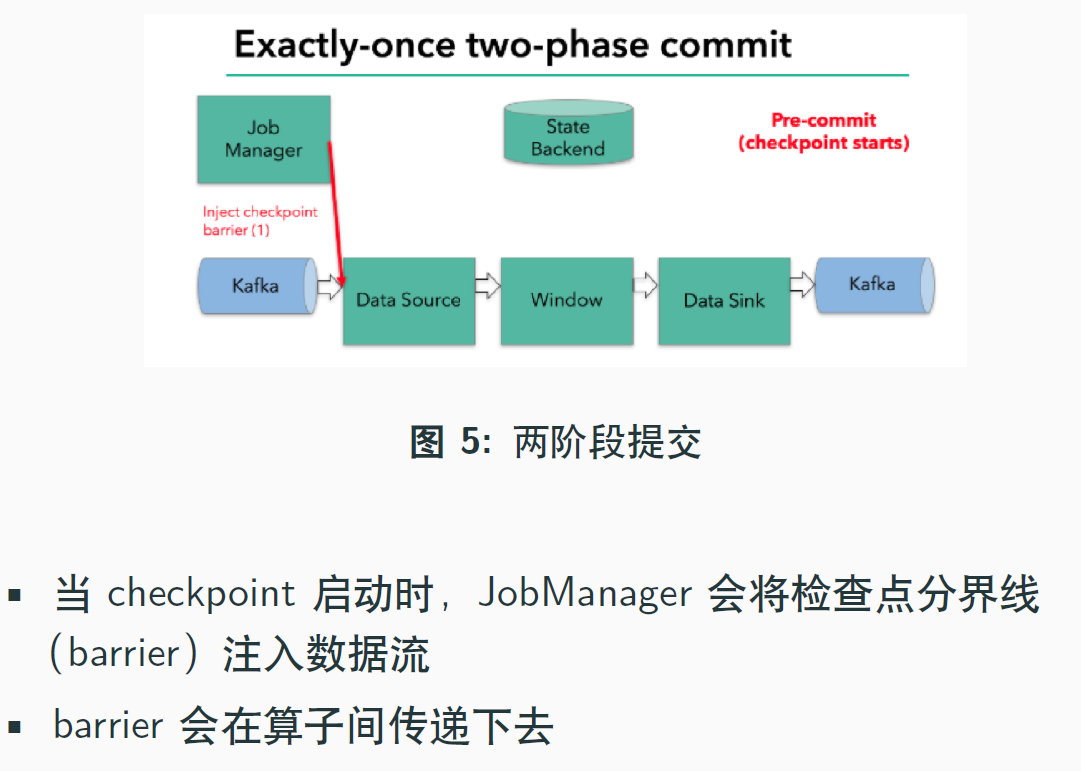 Exactly-once two-phase commit
Job
Manager
State
Backend
Pre-commit
(checkpoint starts)
Inject checkpoint
barrier (1)
Kafka
Data Source
Window
Data Sink
Kafka
图 5: 两阶段提交
▪ 当 checkpoint 启动时，JobManager 会将检查点分界线
(barrier) 注入数据流
▪ barrier 会在算子间传递下去